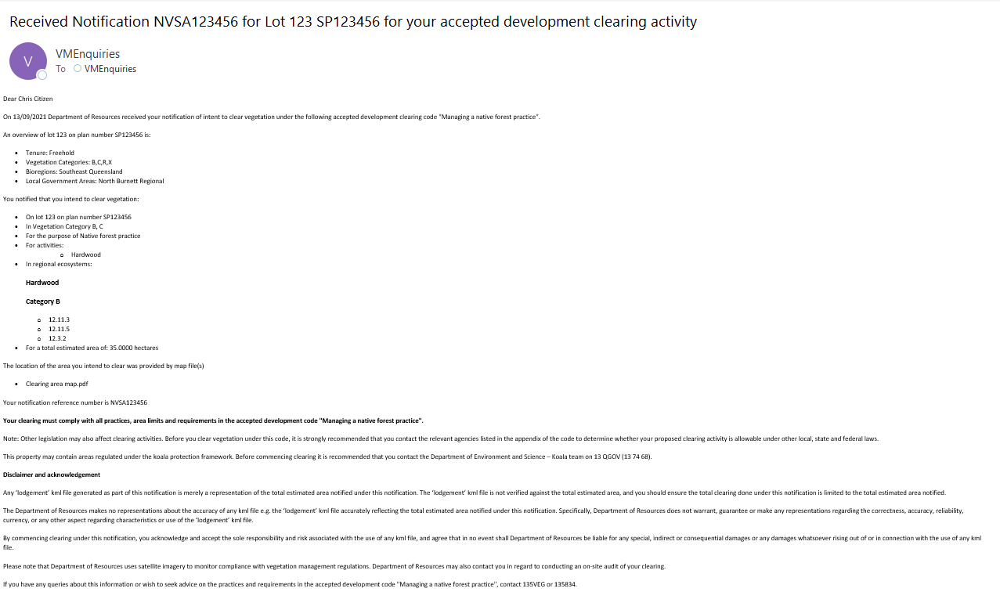 Received Notification NVSA123456 for Lot 123 SP123456 for your accepted development clearing activity
V
VMEnquiries
To VMEnquiries
Dear Chris Citizen
On 13/09/2021 Department of Resources received your notification of intent to clear vegetation under the following accepted development clearing code "Managing a native forest practice".
An overview of lot 123 on plan number SP123456 is:
• Tenure: Freehold
• Vegetation Categories: B,C,R,X
• Bioregions: Southeast Queensland
• Local Government Areas: North Burnett Regional
You notified that you intend to clear vegetation:
• On lot 123 on plan number SP123456
• In Vegetation Category B, C
• For the purpose of Native forest practice
• For activities:
o Hardwood
• In regional ecosystems:
Hardwood
Category B
o 12.11.3
o 12.11.5
o 12.3.2
• For a total estimated area of: 35.0000 hectares
The location of the area you intend to clear was provided by map file(s)
• Clearing area map.pdf
Your notification reference number is NVSA123456
Your clearing must comply with all practices, area limits and requirements in the accepted development code "Managing a native forest practice".
Note: Other legislation may also affect clearing activities. Before you clear vegetation under this code, it is strongly recommended that you contact the relevant agencies listed in the appendix of the code to determine whether your proposed clearing activity is allowable under other local, state and federal laws.
This property may contain areas regulated under the koala protection framework. Before commencing clearing it is recommended that you contact the Department of Environment and Science – Koala team on 13 QGOV (13 74 68).
Disclaimer and acknowledgement
Any 'lodgement' kml file generated as part of this notification is merely a representation of the total estimated area notified under this notification. The 'lodgement' kml file is not verified against the total estimated area, and you should ensure the total clearing done under this notification is limited to the total estimated area notified.
The Department of Resources makes no representations about the accuracy of any kml file e.g. the 'lodgement' kml file accurately reflecting the total estimated area notified under this notification. Specifically, Department of Resources does not warrant, guarantee or make any representations regarding the correctness, accuracy, reliability,
currency, or any other aspect regarding characteristics or use of the 'lodgement' kml file.
By commencing clearing under this notification, you acknowledge and accept the sole responsibility and risk associated with the use of any kml file, and agree that in no event shall Department of Resources be liable for any special, indirect or consequential damages or any damages whatsoever rising out of or in connection with the use of any kml
file.
Please note that Department of Resources uses satellite imagery to monitor compliance with vegetation management regulations. Department of Resources may also contact you in regard to conducting an on-site audit of your clearing.
If you have any queries about this information or wish to seek advice on the practices and requirements in the accepted development code "Managing a native forest practice", contact 135VEG or 135834.